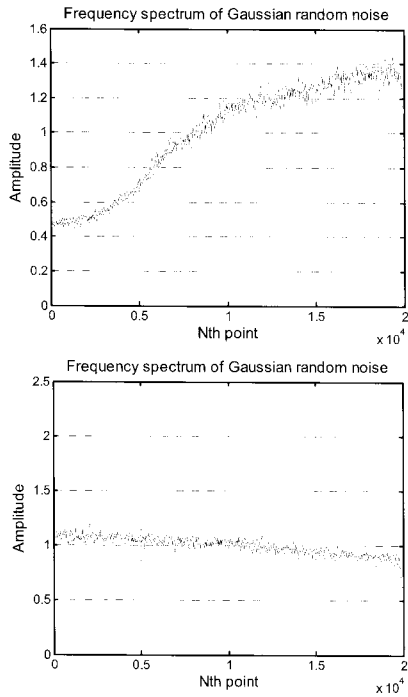 Frequency spectrum of Gaussian random noise
1.6
1.4
1.2
1
0.8
0.6
0.4
0.2
0
Amplitude
0 0.5 1 1.5 2
Nth point
x 10^4
Frequency spectrum of Gaussian random noise
2.5
2
1.5
1
0.5
0
Amplitude
0 0.5 1 1.5 2
Nth point
x 10^4